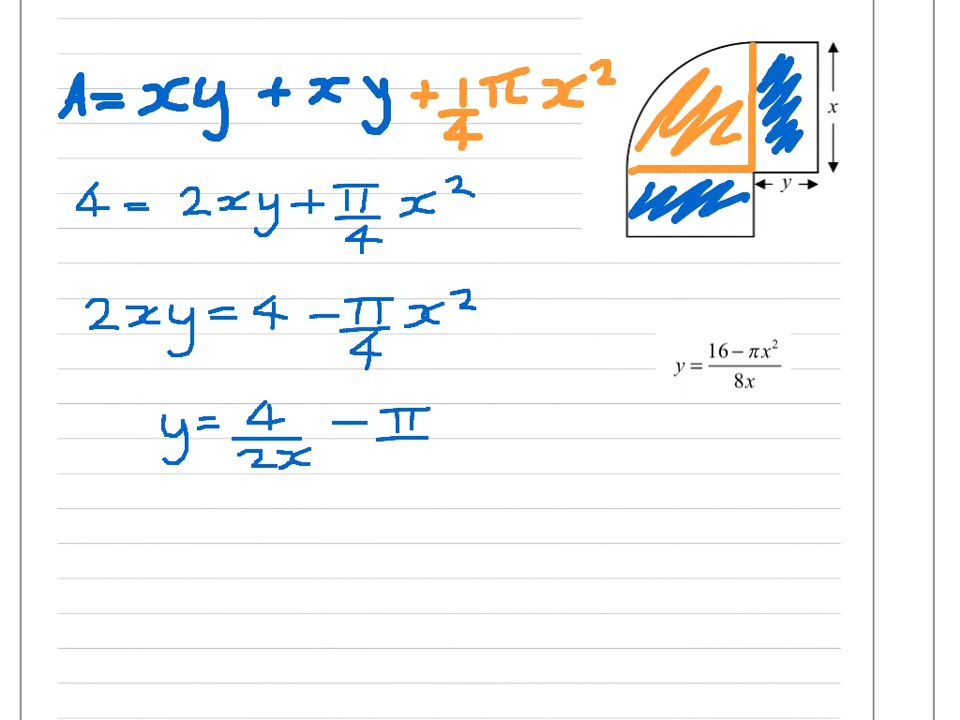 A = xy + xy + 1/4 πx²
x
y
4 = 2xy + π/4 x²
2xy = 4 - π/4 x²
y = (16 - πx²)/(8x)
y = 4/(2x) - π